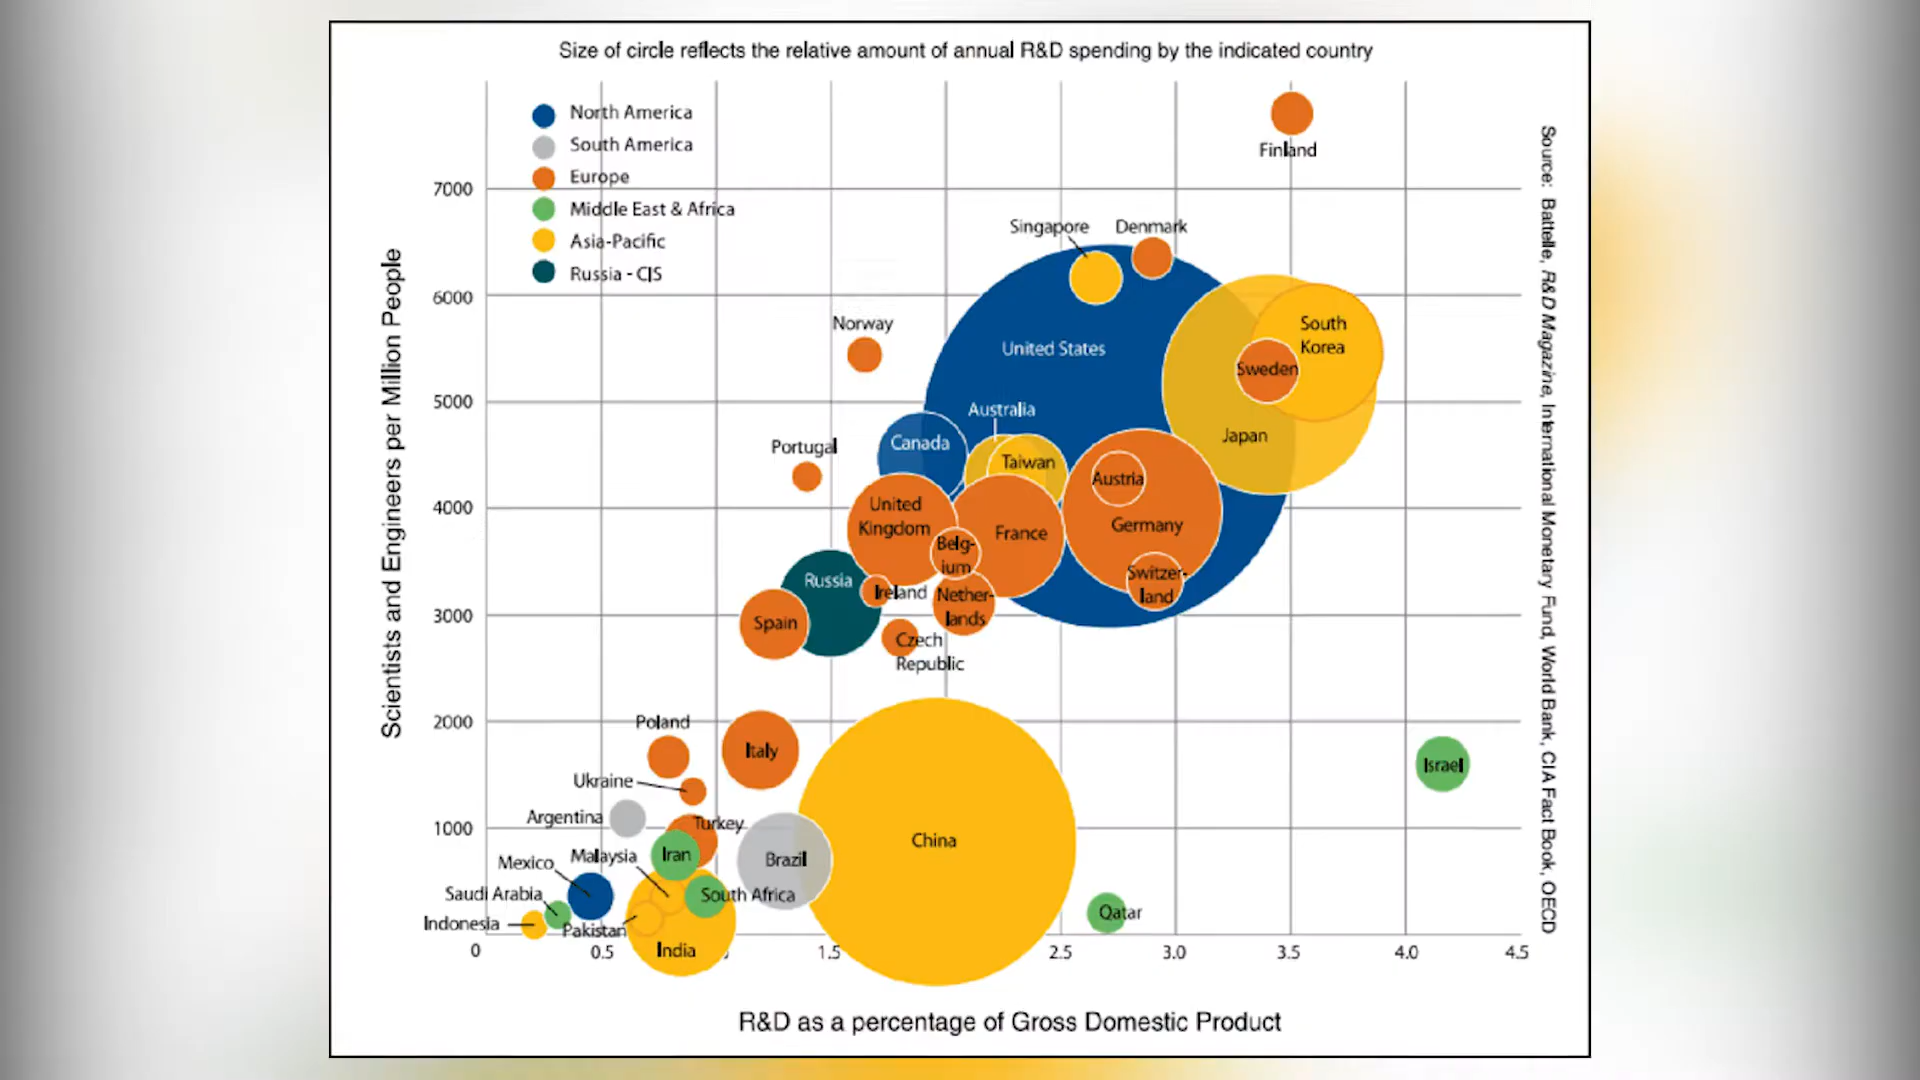 Size of circle reflects the relative amount of annual R&D spending by the indicated country
North America
South America
Europe
Middle East & Africa
Asia-Pacific
Russia - CIS
Scientists and Engineers per Million People
7000
6000
5000
4000
3000
2000
1000
Finland
Singapore
Denmark
Norway
United States
South
Korea
Sweden
Japan
Australia
Canada
Taiwan
Portugal
Austria
United
Kingdom
France
Germany
Belg-
ium
Switzer-
land
Russia
Ireland
Nether-
lands
Spain
Czech
Republic
Poland
Italy
Ukraine
Argentina
Turkey
Israel
China
Iran
Brazil
Malaysia
Mexico
Saudi Arabia
South Africa
Indonesia
Pakistan
India
Qatar
0
0.5
1.5
2.5
3.0
3.5
4.0
4.5
R&D as a percentage of Gross Domestic Product
Source: Battelle, R&D Magazine, International Monetary Fund, World Bank, CIA Fact Book, OECD